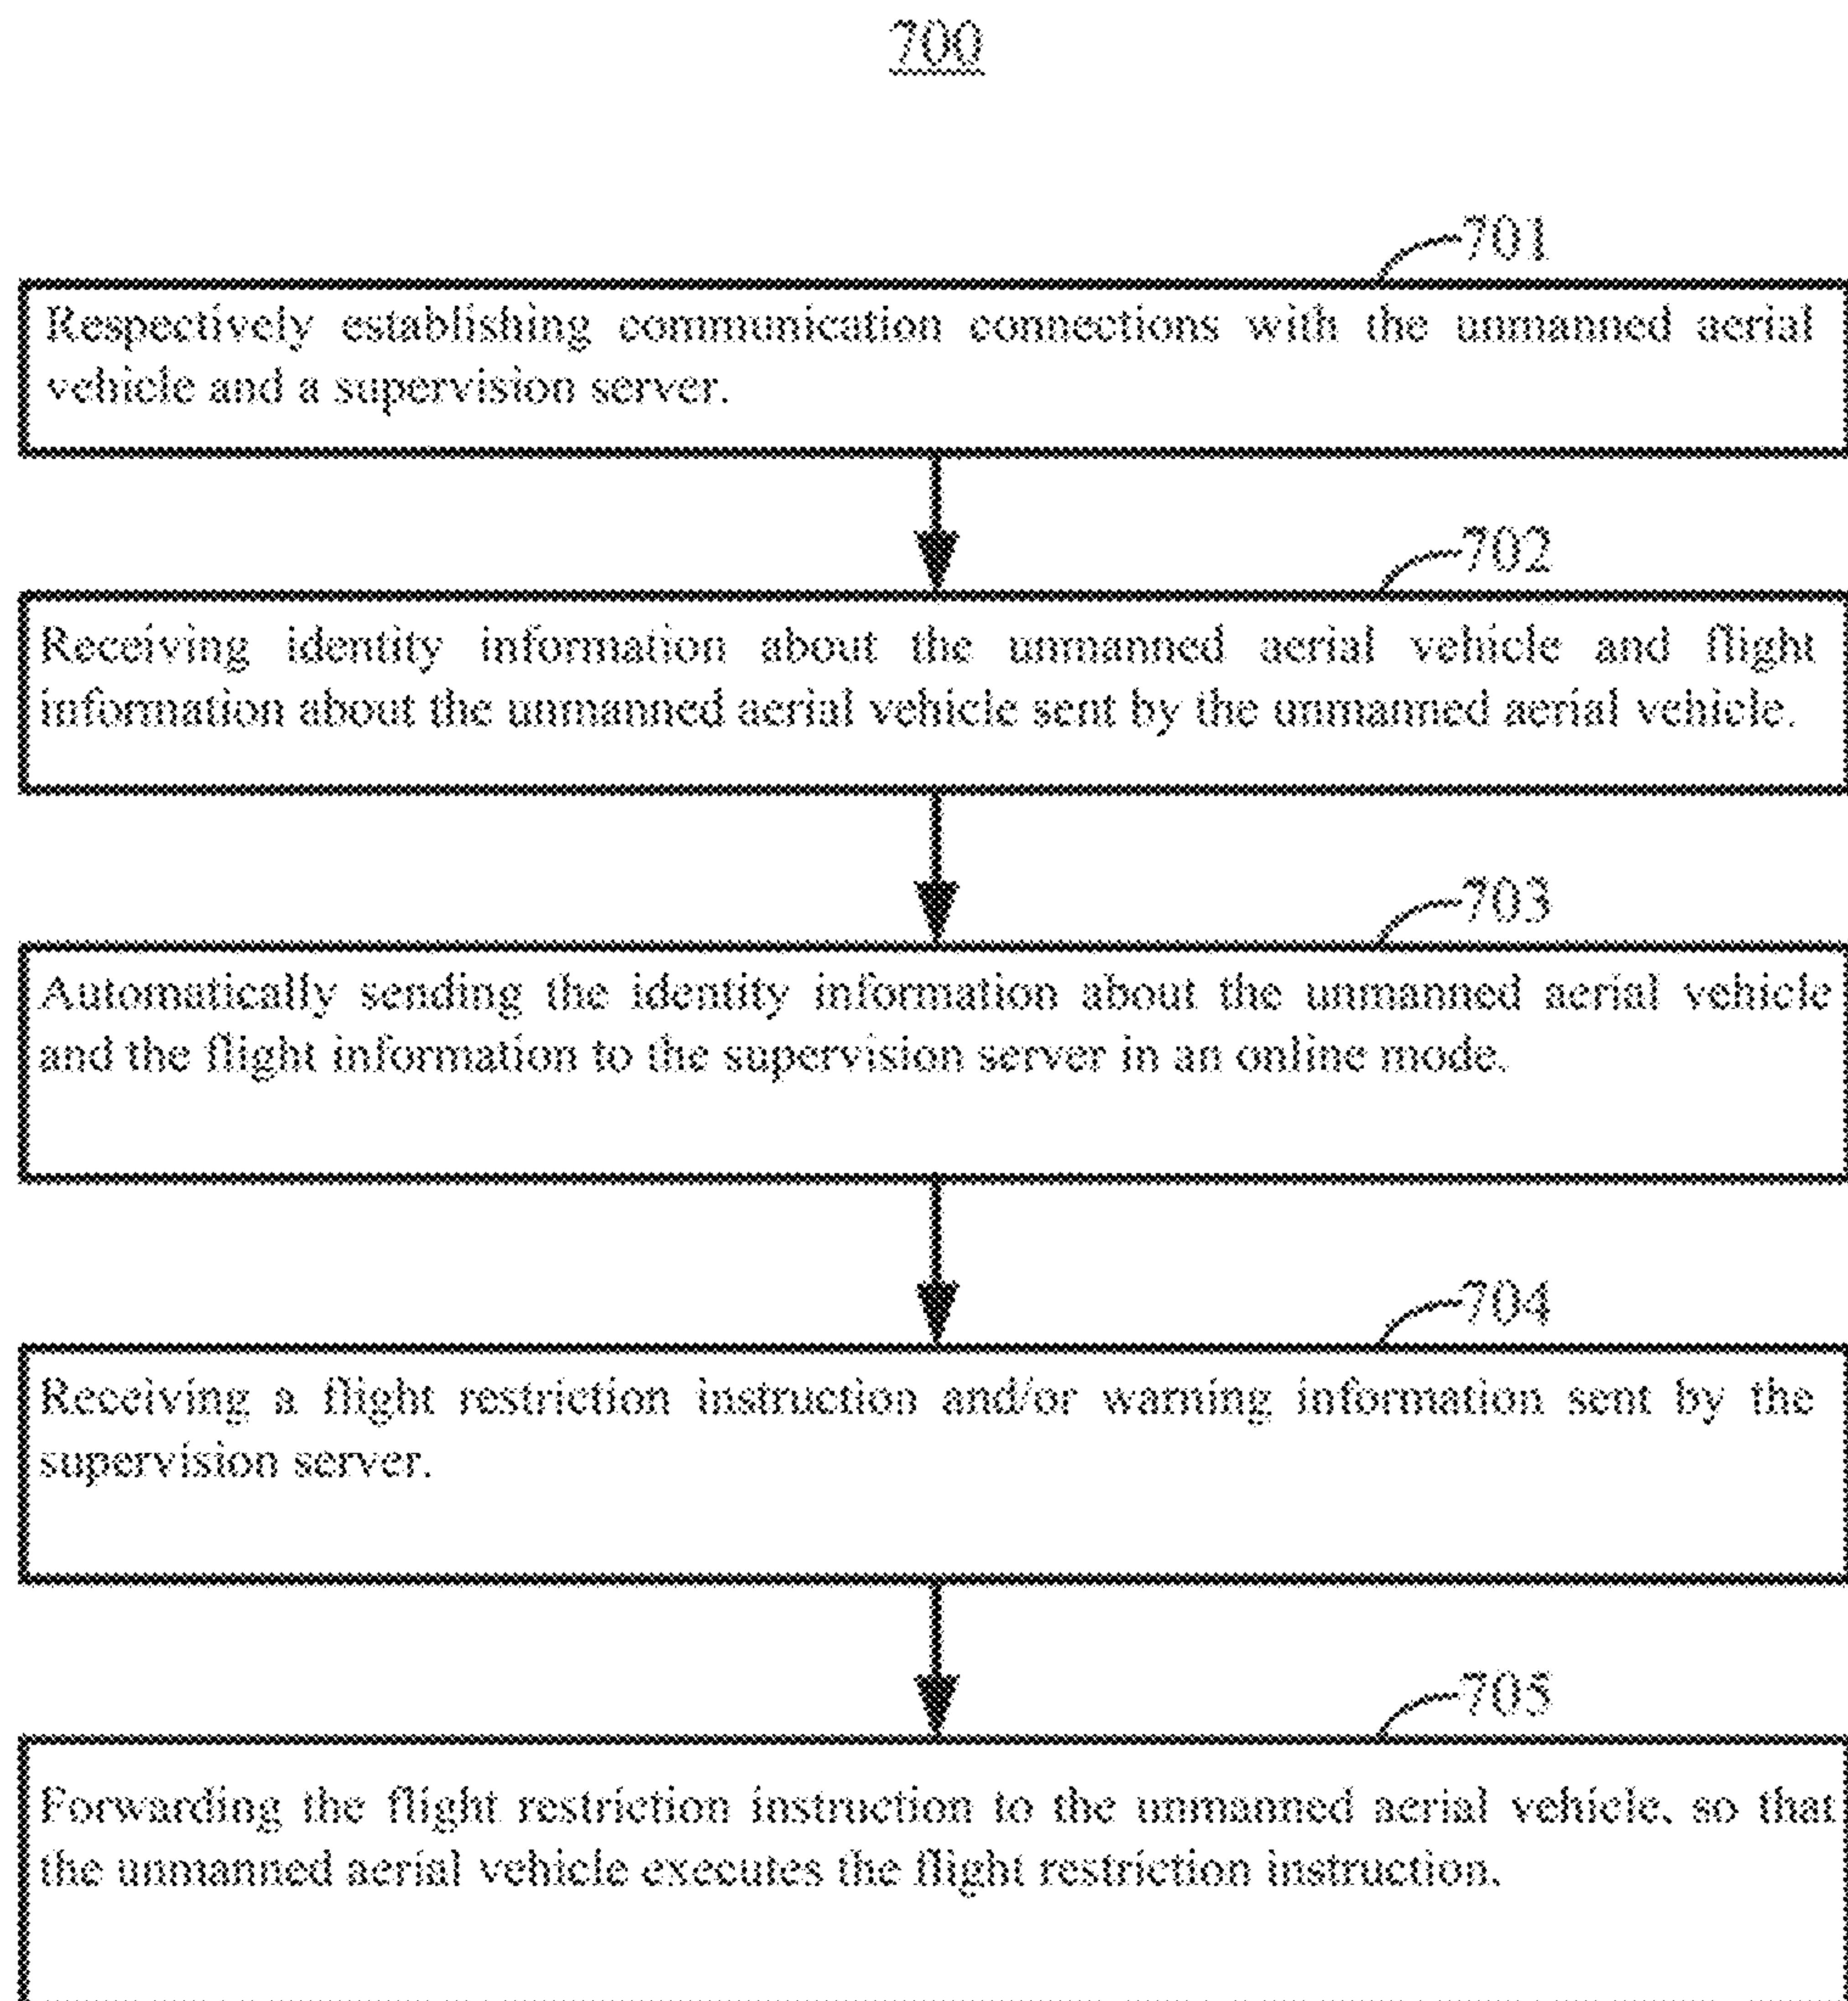 700
701
Respectively establishing communication connections with the unmanned aerial
vehicle and a supervision server.
702
Receiving identity information about the unmanned aerial vehicle and flight
information about the unmanned aerial vehicle sent by the unmanned aerial vehicle.
703
Automatically sending the identity information about the unmanned aerial vehicle
and the flight information to the supervision server in an online mode.
704
Receiving a flight restriction instruction and/or warning information sent by the
supervision server.
705
Forwarding the flight restriction instruction to the unmanned aerial vehicle, so that
the unmanned aerial vehicle executes the flight restriction instruction.